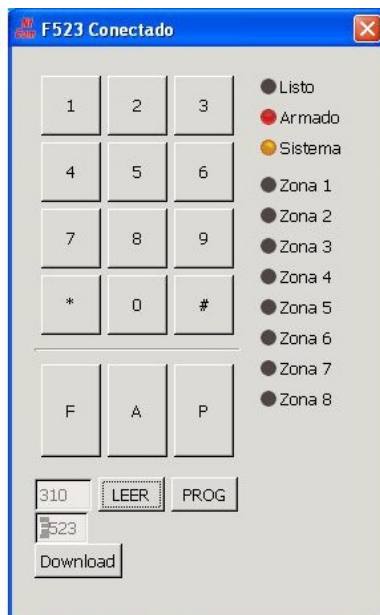 F523 Conectado
1 2 3
4 5 6
7 8 9
* 0 #
F A P
Listo
Armado
Sistema
Zona 1
Zona 2
Zona 3
Zona 4
Zona 5
Zona 6
Zona 7
Zona 8
310 LEER PROG
F523
Download